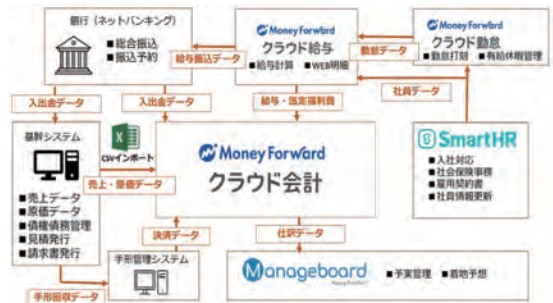 銀行（ネットバンキング）
■総合振込
■振込予約
給与振込データ
Money Forward
クラウド給与
■給与計算 ■WEB明細
勤怠データ
Money Forward
クラウド勤怠
■勤怠打刻 ■有給休暇管理
入出金データ
入出金データ
給与・法定福利費
社員データ
基幹システム
CSVインポート
売上・原価データ
■売上データ
■原価データ
■債権債務管理
■見積発行
■請求書発行
Money Forward
クラウド会計
SmartHR
■入社対応
■社会保険事務
■雇用契約書
■社員情報更新
決済データ
仕訳データ
手形管理システム
手形回収データ
Manageboard
■予実管理 ■着地予想